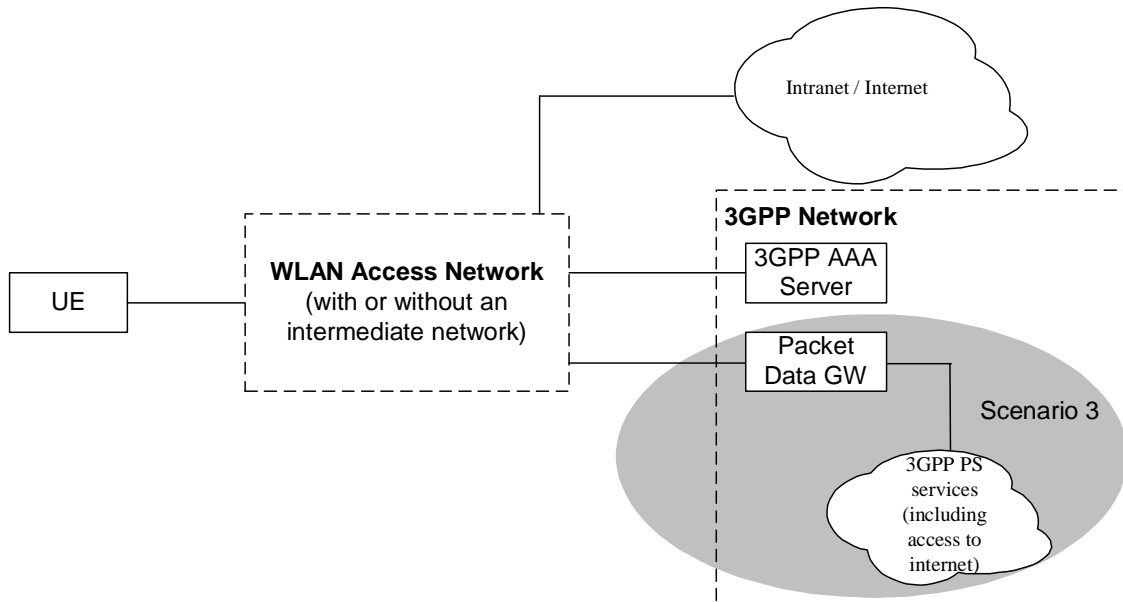 Intranet / Internet
3GPP Network
3GPP AAA
Server
WLAN Access Network
(with or without an
intermediate network)
UE
Packet
Data GW
Scenario 3
3GPP PS
services
(including
access to
internet)